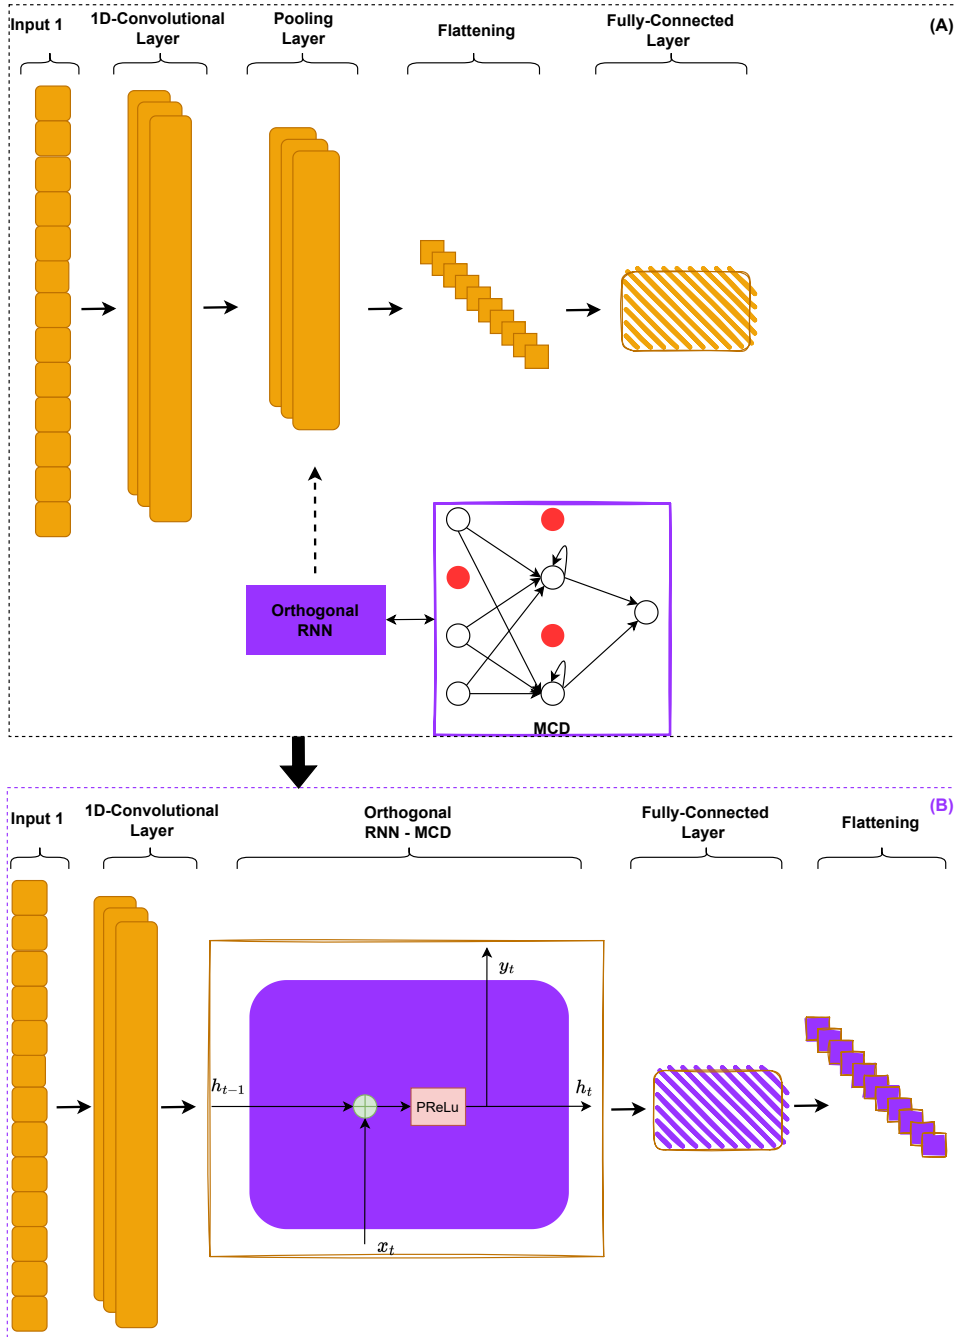 Input 1
1D-Convolutional
Layer
Pooling
Layer
Flattening
Fully-Connected
Layer
(A)
Orthogonal
RNN
MCD
Input 1
1D-Convolutional
Layer
Orthogonal
RNN - MCD
Fully-Connected
Layer
Flattening
(B)
y_t
h_{t-1}
PReLu
h_t
x_t